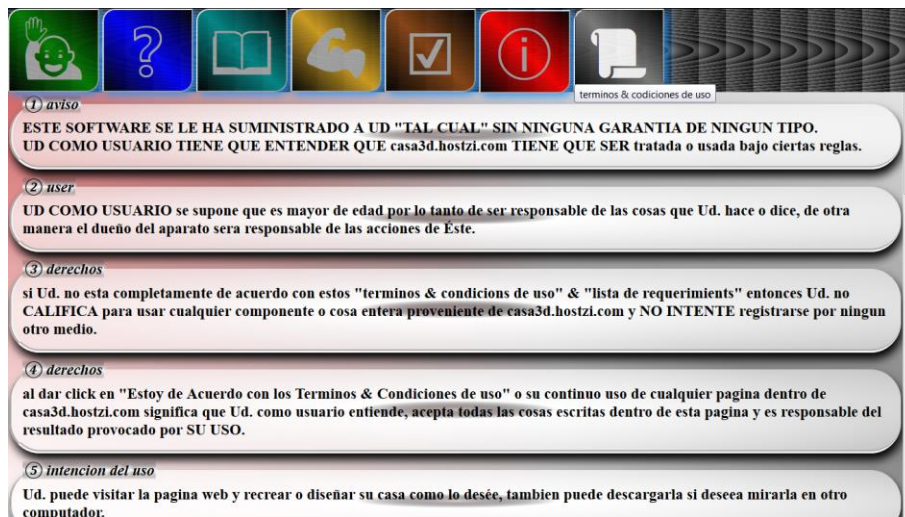 terminos & codiciones de uso
① aviso
ESTE SOFTWARE SE LE HA SUMINISTRADO A UD "TAL CUAL" SIN NINGUNA GARANTIA DE NINGUN TIPO.
UD COMO USUARIO TIENE QUE ENTENDER QUE casa3d.hostzi.com TIENE QUE SER tratada o usada bajo ciertas reglas.
② user
UD COMO USUARIO se supone que es mayor de edad por lo tanto de ser responsable de las cosas que Ud. hace o dice, de otra
manera el dueño del aparato sera responsable de las acciones de Éste.
③ derechos
si Ud. no esta completamente de acuerdo con estos "terminos & condicions de uso" & "lista de requerimients" entonces Ud. no
CALIFICA para usar cualquier componente o cosa entera proveniente de casa3d.hostzi.com y NO INTENTE registrarse por ningun
otro medio.
④ derechos
al dar click en "Estoy de Acuerdo con los Terminos & Condiciones de uso" o su continuo uso de cualquier pagina dentro de
casa3d.hostzi.com significa que Ud. como usuario entiende, acepta todas las cosas escritas dentro de esta pagina y es responsable del
resultado provocado por SU USO.
⑤ intencion del uso
Ud. puede visitar la pagina web y recrear o diseñar su casa como lo desée, tambien puede descargarla si deseea mirarla en otro
computador.